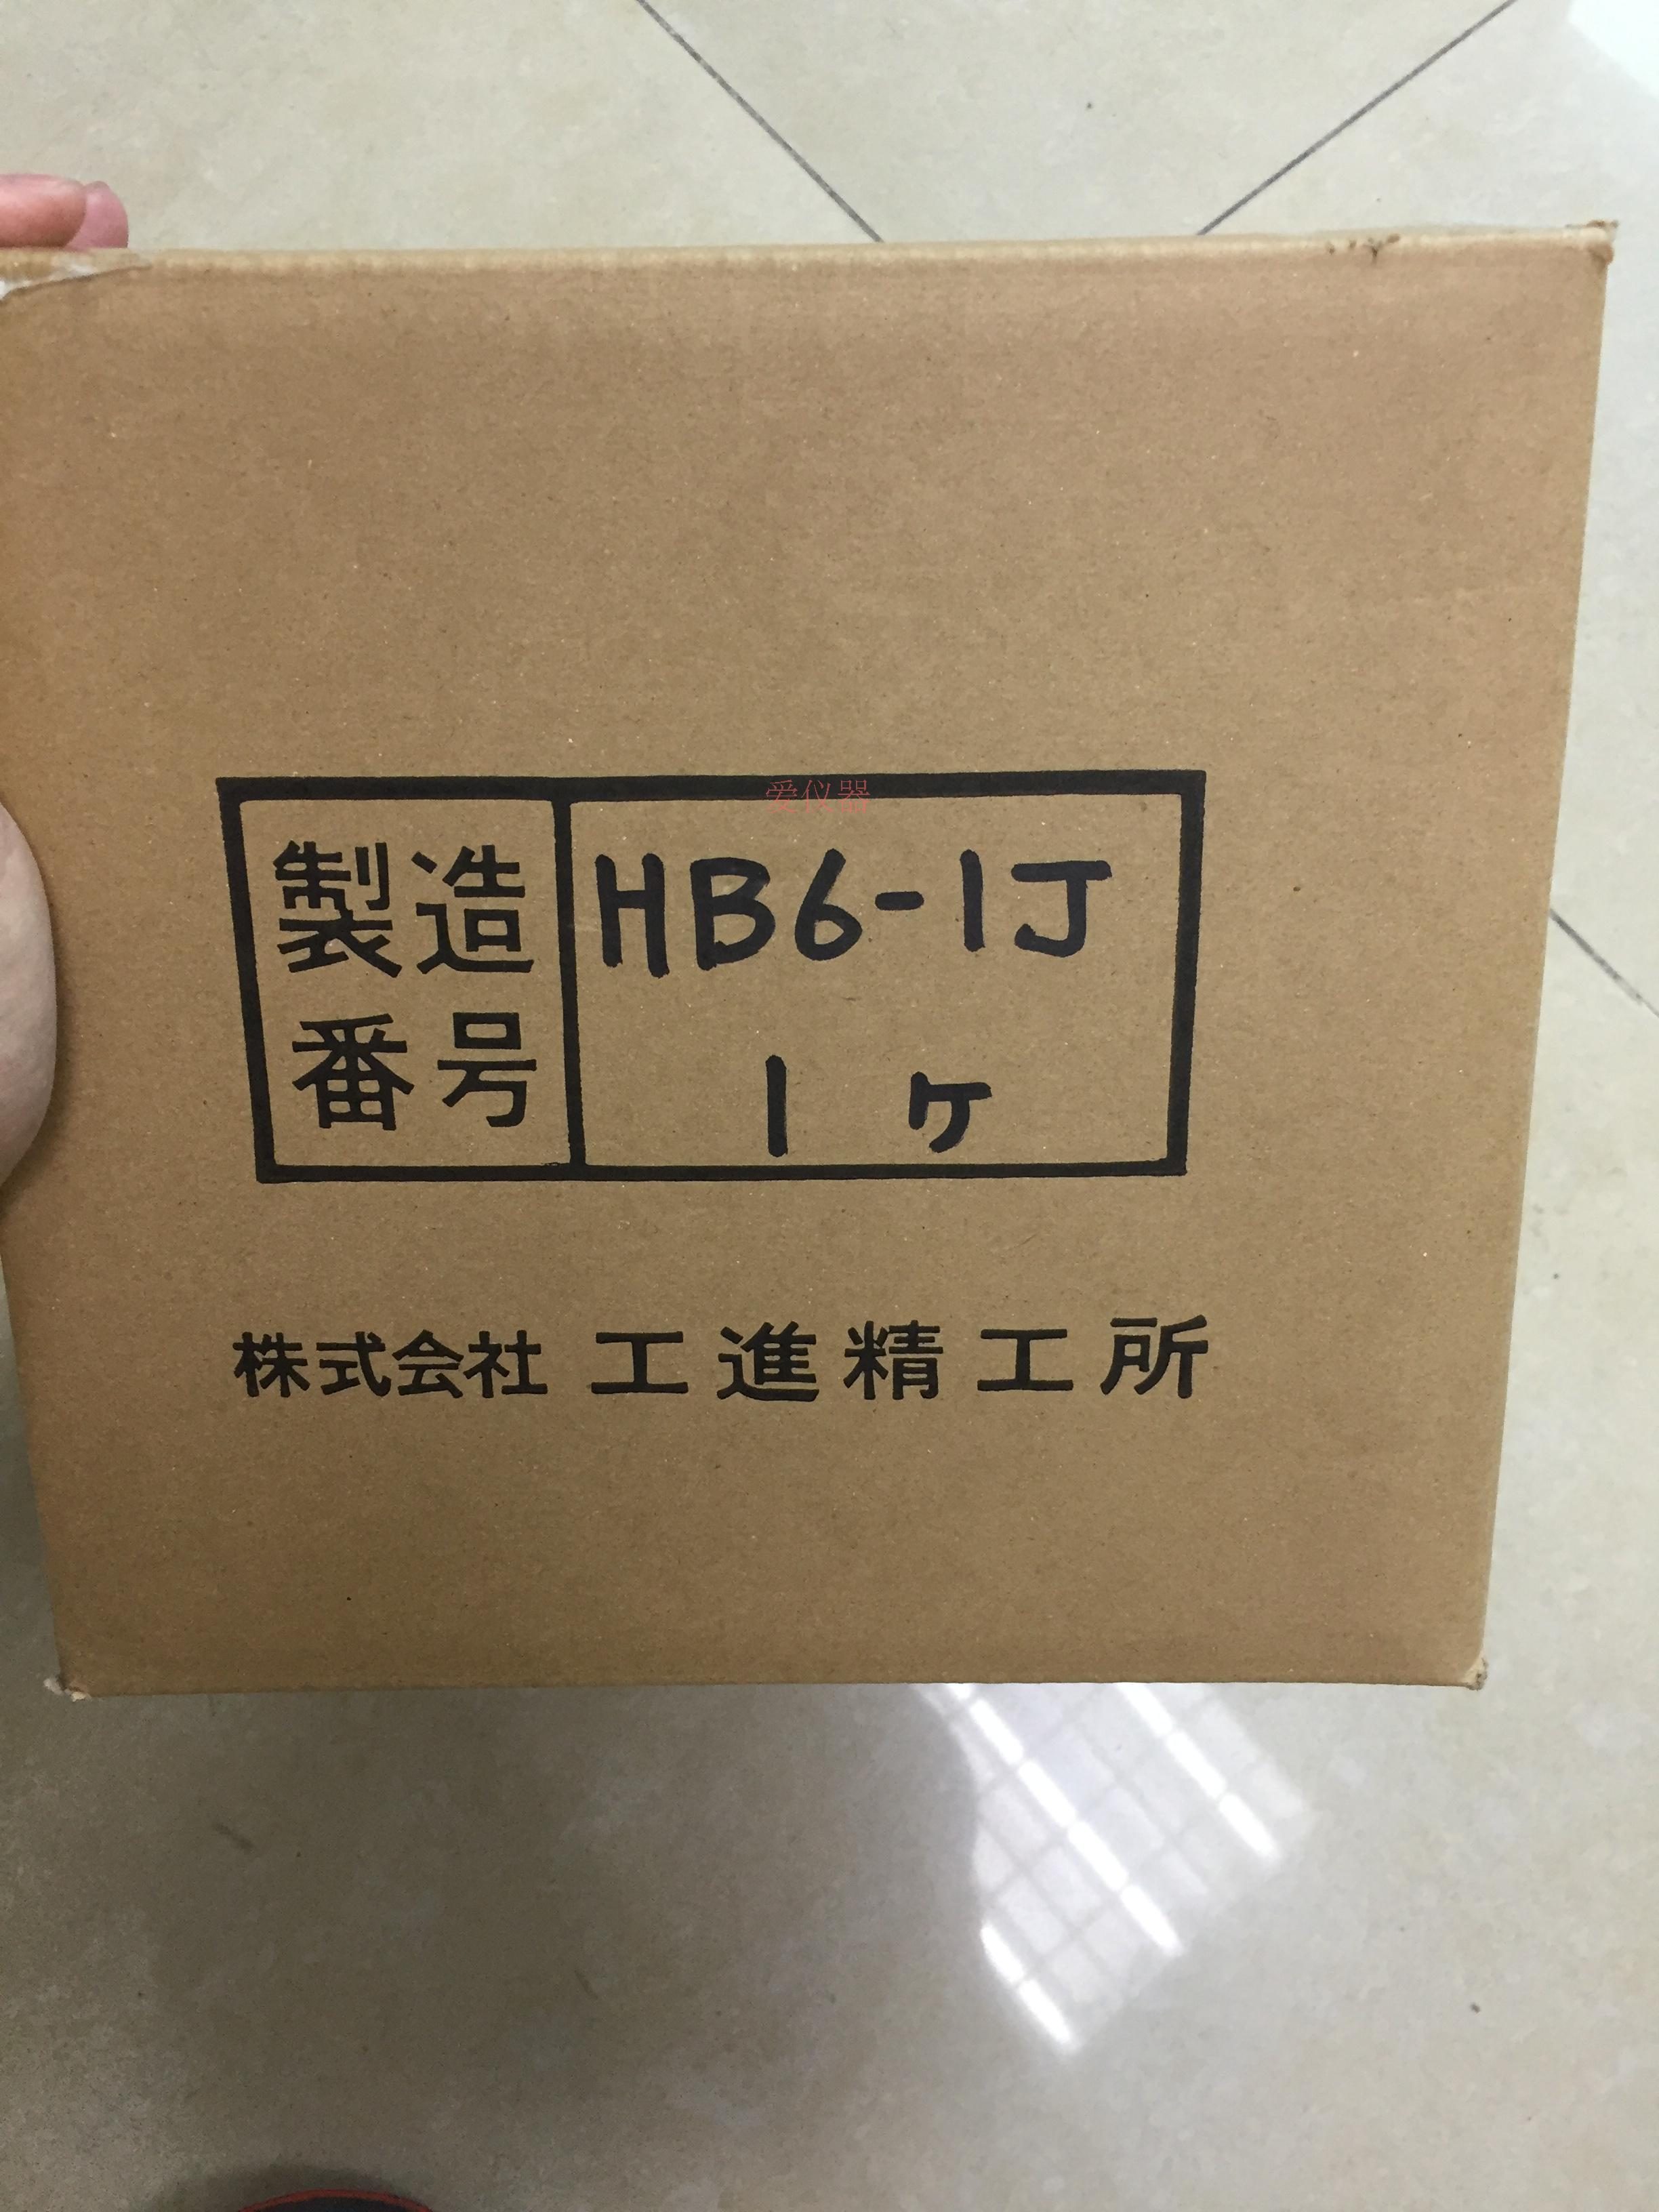 爱仪器
製造
番号
HB6-1J
1 ケ
株式会社 工進精工所